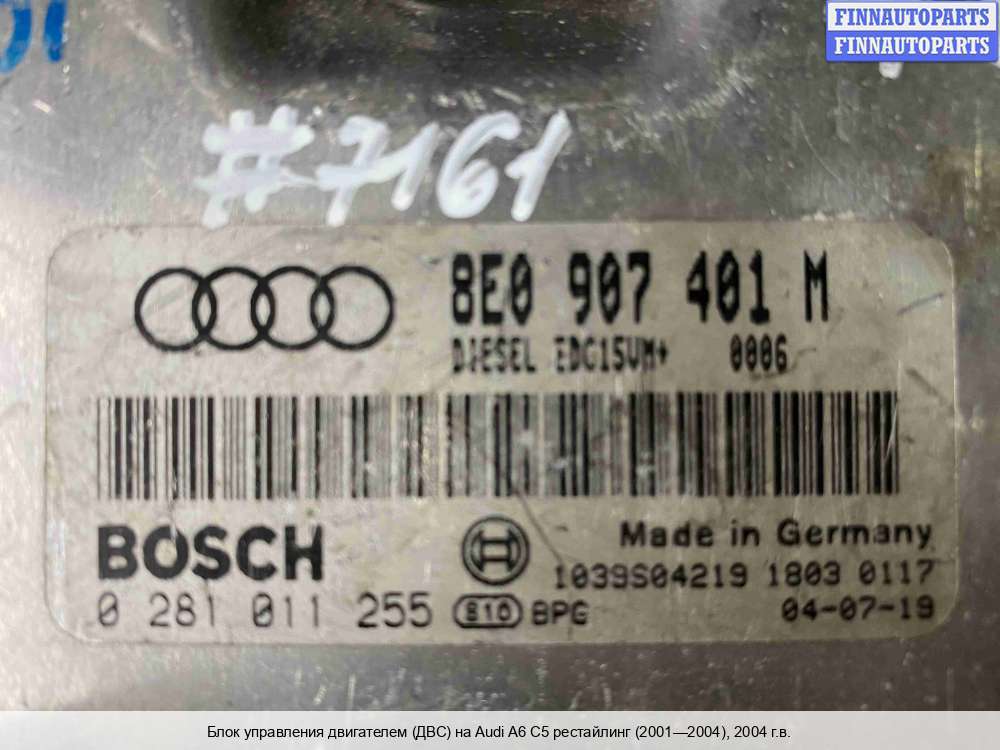 FINNAUTOPARTS
FINNAUTOPARTS
#7161
8E0 907 401 M
DIESEL EDC15VM+ 0006
BOSCH
Made in Germany
1039S04219 1803 0117
0 281 011 255 S10 BPG 04-07-19
Блок управления двигателем (ДВС) на Audi A6 C5 рестайлинг (2001—2004), 2004 г.в.